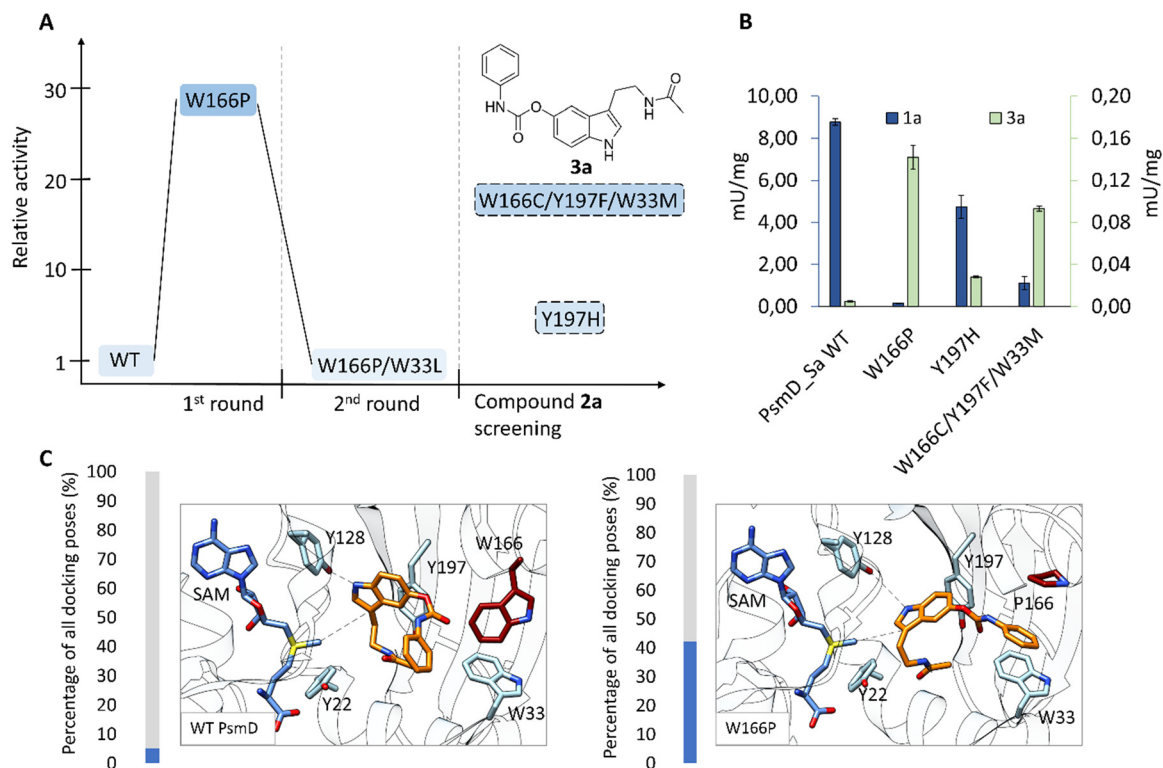 A
Relative activity
30
20
10
1
W166P
WT
W166P/W33L
W166C/Y197F/W33M
Y197H
HN
O
O
O
HN
N
H
3a
1st round
2nd round
Compound 2a
screening
B
mU/mg
10,00
8,00
6,00
4,00
2,00
0,00
1a
3a
0,20
0,16
0,12
0,08
0,04
0,00
mU/mg
PsmD_Sa WT
W166P
Y197H
W166C/Y197F/W33M
C
Percentage of all docking poses (%)
100
90
80
70
60
50
40
30
20
10
0
SAM
Y128
Y197
W166
Y22
W33
WT PsmD
Percentage of all docking poses (%)
100
90
80
70
60
50
40
30
20
10
0
SAM
Y128
Y197
P166
Y22
W33
W166P